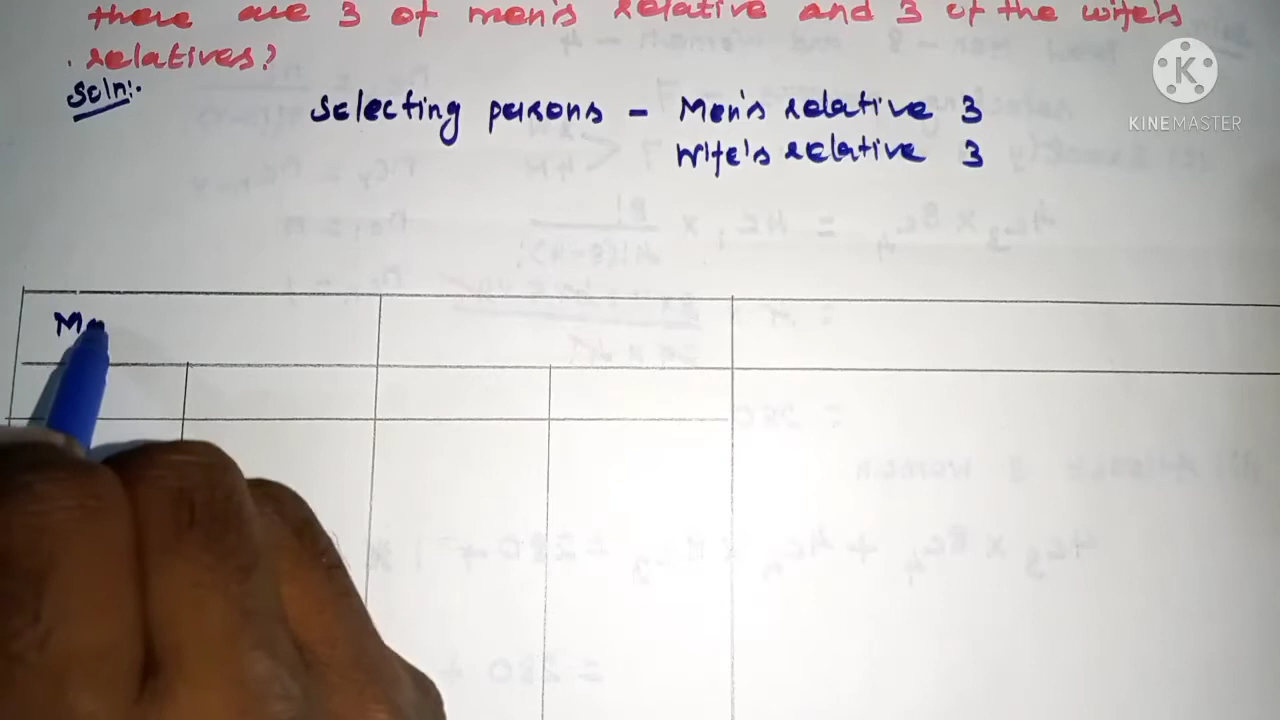 there are 3 of men's relative and 3 of the wife's
relatives?
Soln:-
Selecting persons - Men's relative 3
Wife's relative 3
KINEMASTER